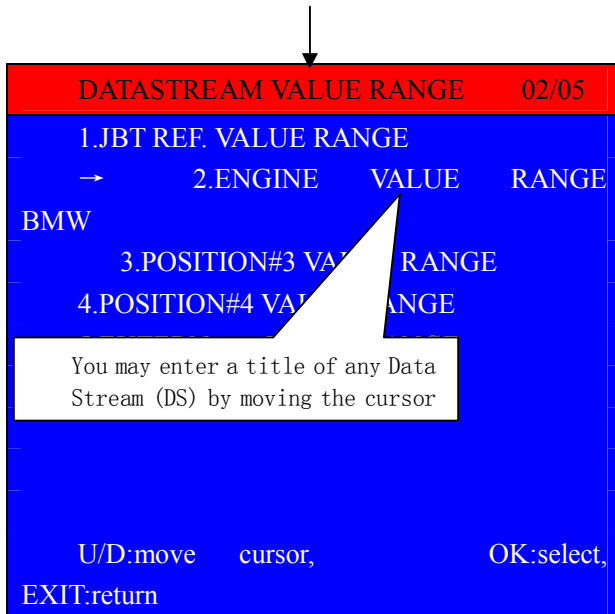 DATASTREAM VALUE RANGE 02/05
1.JBT REF. VALUE RANGE
→ 2.ENGINE VALUE RANGE
BMW
3.POSITION#3 VA RANGE
4.POSITION#4 VA ANGE
You may enter a title of any Data
Stream (DS) by moving the cursor
U/D:move cursor, OK:select,
EXIT:return